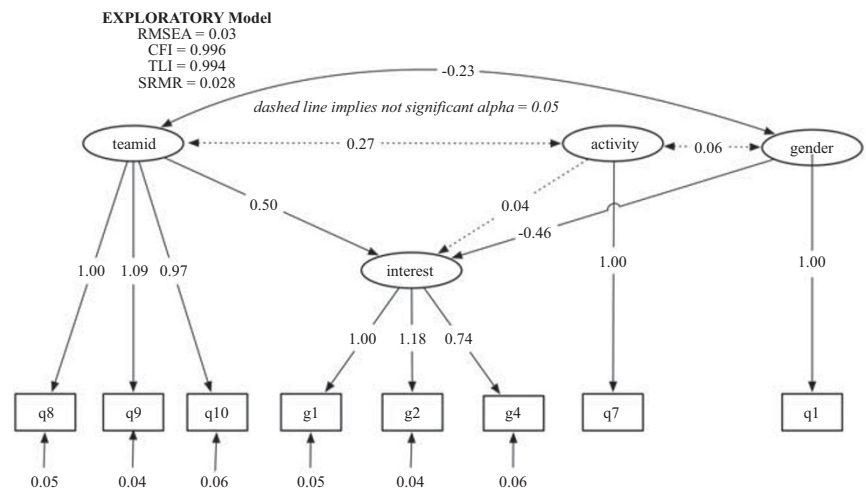 EXPLORATORY Model
RMSEA = 0.03
CFI = 0.996
TLI = 0.994
SRMR = 0.028
-0.23
dashed line implies not significant alpha = 0.05
teamid
0.27
activity
0.06
gender
0.50
0.04
-0.46
1.00
1.09
0.97
interest
1.00
1.00
1.00
1.18
0.74
q8
q9
q10
g1
g2
g4
q7
q1
0.05
0.04
0.06
0.05
0.04
0.06